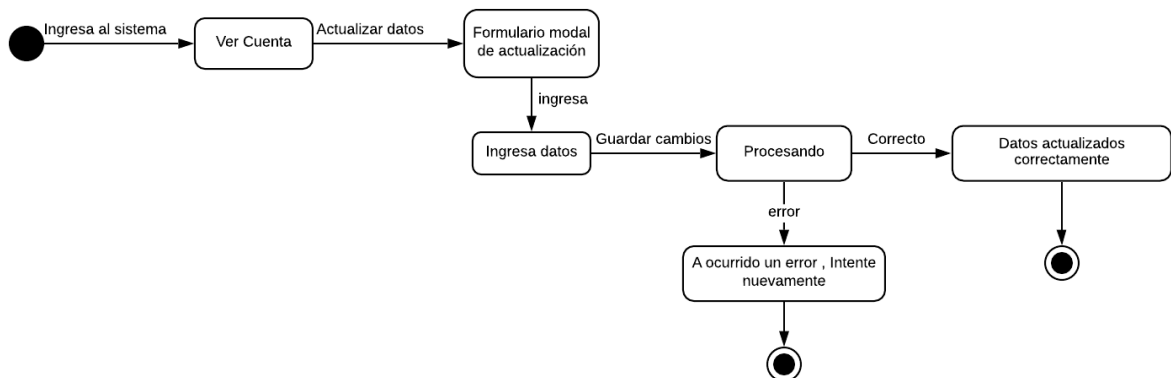 Ingresa al sistema
Ver Cuenta
Actualizar datos
Formulario modal
de actualización
ingresa
Ingresa datos
Guardar cambios
Procesando
Correcto
Datos actualizados
correctamente
error
A ocurrido un error , Intente
nuevamente